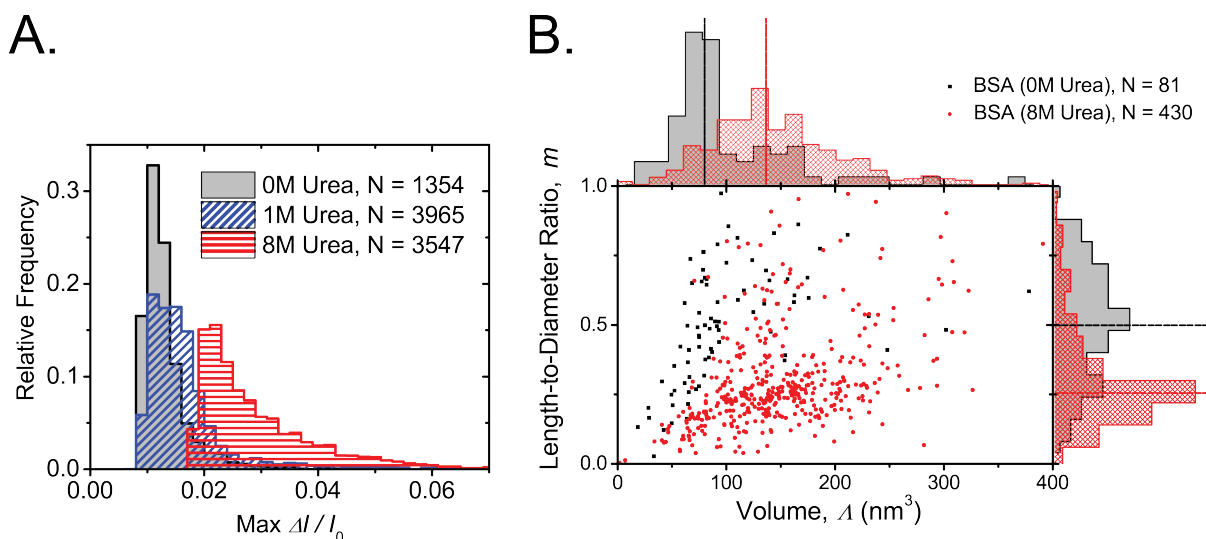 A.
0.3
0.2
0.1
0.0
Relative Frequency
0M Urea, N = 1354
1M Urea, N = 3965
8M Urea, N = 3547
0.00
0.02
0.04
0.06
Max ΔI / I₀
B.
BSA (0M Urea), N = 81
BSA (8M Urea), N = 430
1.0
0.5
0.0
Length-to-Diameter Ratio, m
0
50
100
200
300
400
Volume, Λ (nm³)